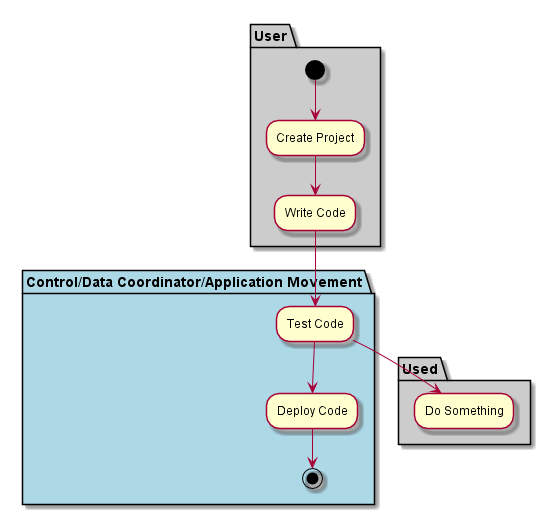 User
Create Project
Write Code
Control/Data Coordinator/Application Movement
Test Code
Used
Deploy Code
Do Something